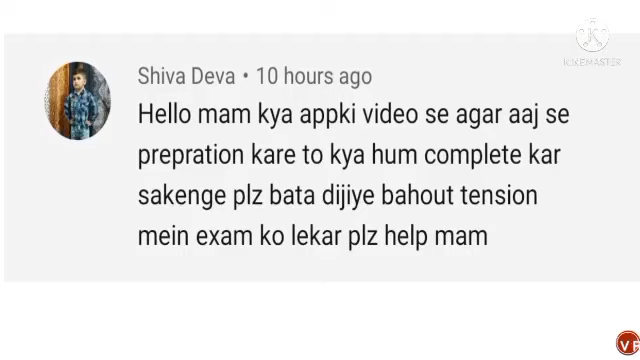 KINEMASTER
Shiva Deva • 10 hours ago
Hello mam kya appki video se agar aaj se
prepration kare to kya hum complete kar
sakenge plz bata dijiye bahout tension
mein exam ko lekar plz help mam
VF